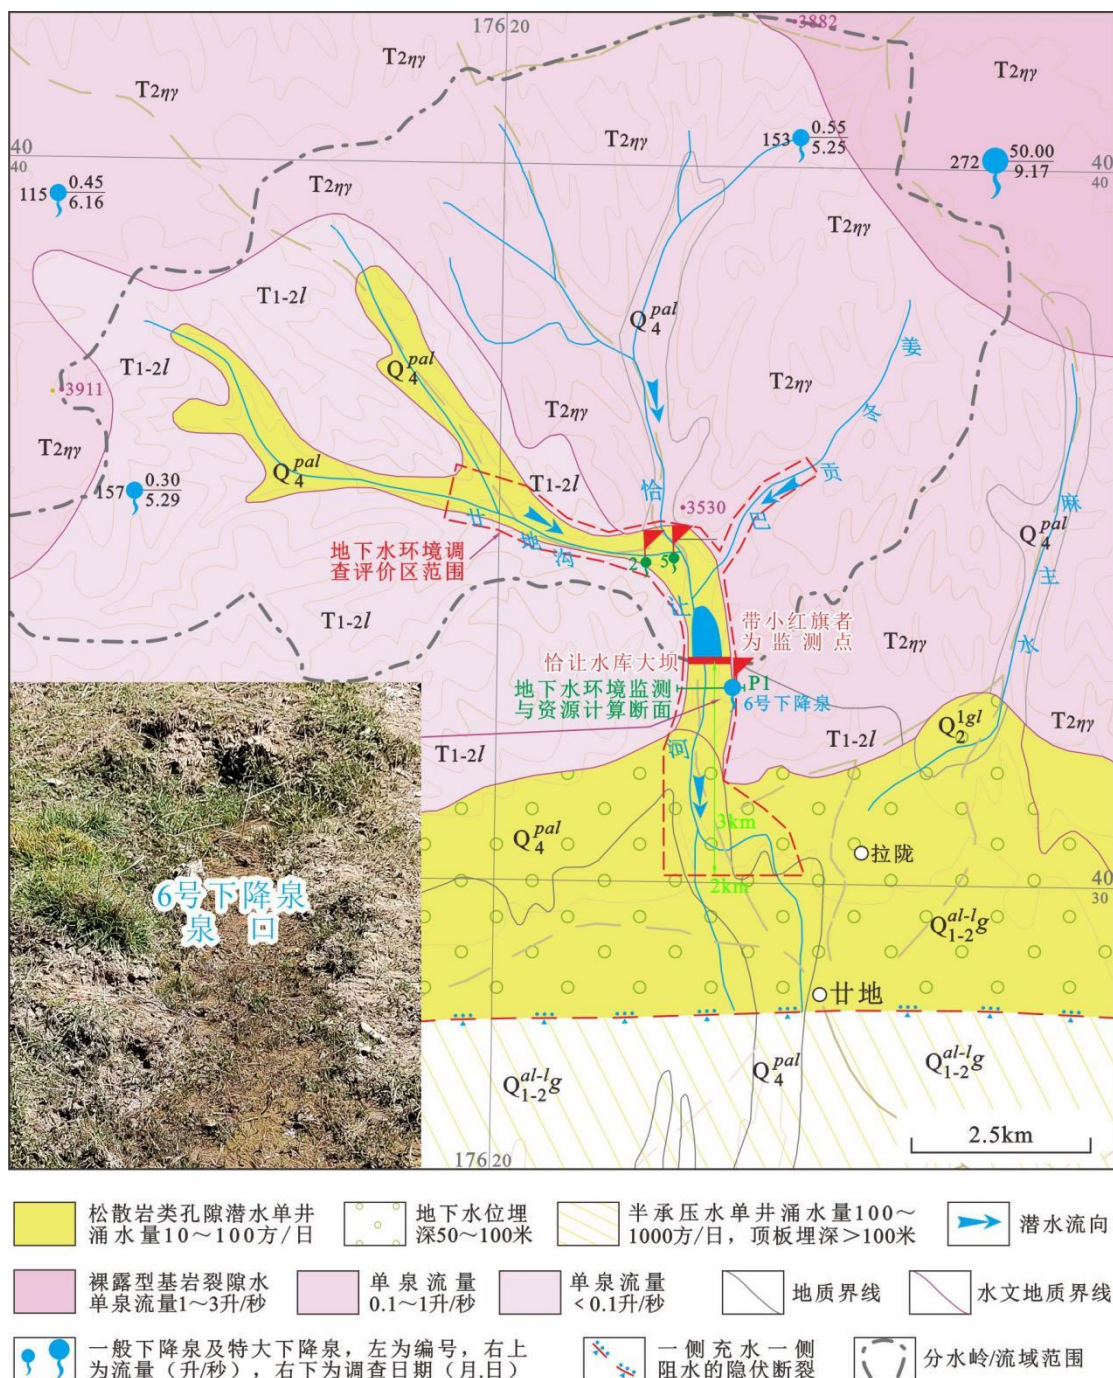 17620
3882
T2ηγ
T2ηγ
T2ηγ
T2ηγ
T2ηγ
40
40
153 0.55
5.25
272 50.00
9.17
40
40
115 0.45
6.16
T2ηγ
T2ηγ
T1-2l
Q4pal
姜
T1-2l
Q4pal
3911
T2ηγ
T2ηγ
冬
T2ηγ
Q4pal
157 0.30
5.29
T1-2l
恰
贡
麻
3530
巴
Q4pal
地下水环境调
查评价区范围
廿
地
沟
2
5
主
让
带小红旗者
为监测点
T1-2l
T2ηγ
水
恰让水库大坝
地下水环境监测
与资源计算断面
P1
6号下降泉
T1-2l
河
T1-2l
Q21gl
T2ηγ
Q4pal
3km
拉陇
2km
40
30
6号下降泉
泉口
Q1-2al-lg
廿地
Q1-2al-lg
Q4pal
Q1-2al-lg
2.5km
17620
松散岩类孔隙潜水单井
涌水量10～100方/日
地下水位埋
深50～100米
半承压水单井涌水量100～
1000方/日，顶板埋深>100米
潜水流向
裸露型基岩裂隙水
单泉流量1～3升/秒
单泉流量
0.1～1升/秒
单泉流量
<0.1升/秒
地质界线
水文地质界线
一般下降泉及特大下降泉，左为编号，右上
为流量（升/秒），右下为调查日期（月.日）
一侧充水一侧
阻水的隐伏断裂
分水岭/流域范围